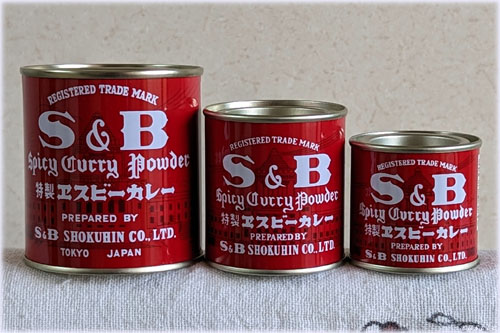 REGISTERED TRADE MARK
S & B
Spicy Curry Powder
特製ヱスビーカレー
PREPARED BY
S&B SHOKUHIN CO., LTD.
TOKYO JAPAN
REGISTERED TRADE MARK
S & B
Spicy Curry Powder
特製ヱスビーカレー
PREPARED BY
S&B SHOKUHIN CO., LTD.
REGISTERED TRADE MARK
S & B
Spicy Curry Powder
特製ヱスビーカレー
PREPARED BY
S&B SHOKUHIN CO., LTD.